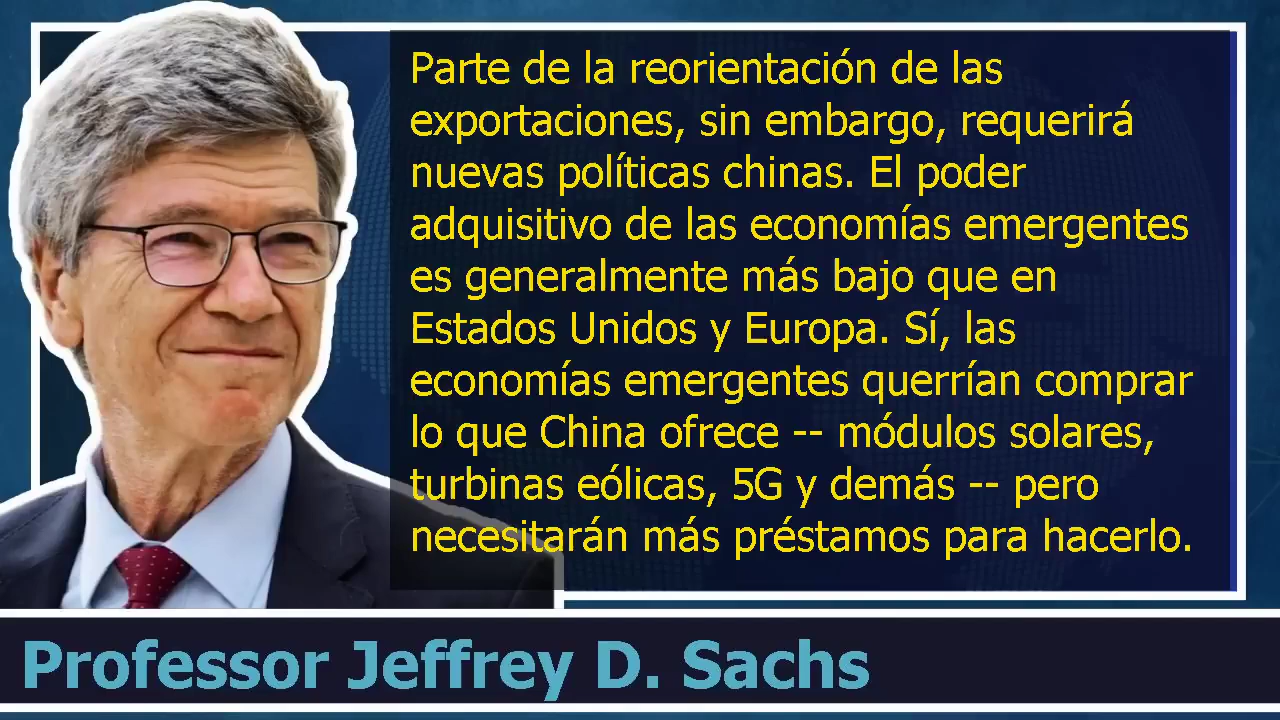 Parte de la reorientación de las
exportaciones, sin embargo, requerirá
nuevas políticas chinas. El poder
adquisitivo de las economías emergentes
es generalmente más bajo que en
Estados Unidos y Europa. Sí, las
economías emergentes querrían comprar
lo que China ofrece -- módulos solares,
turbinas eólicas, 5G y demás -- pero
necesitarán más préstamos para hacerlo.
Professor Jeffrey D. Sachs